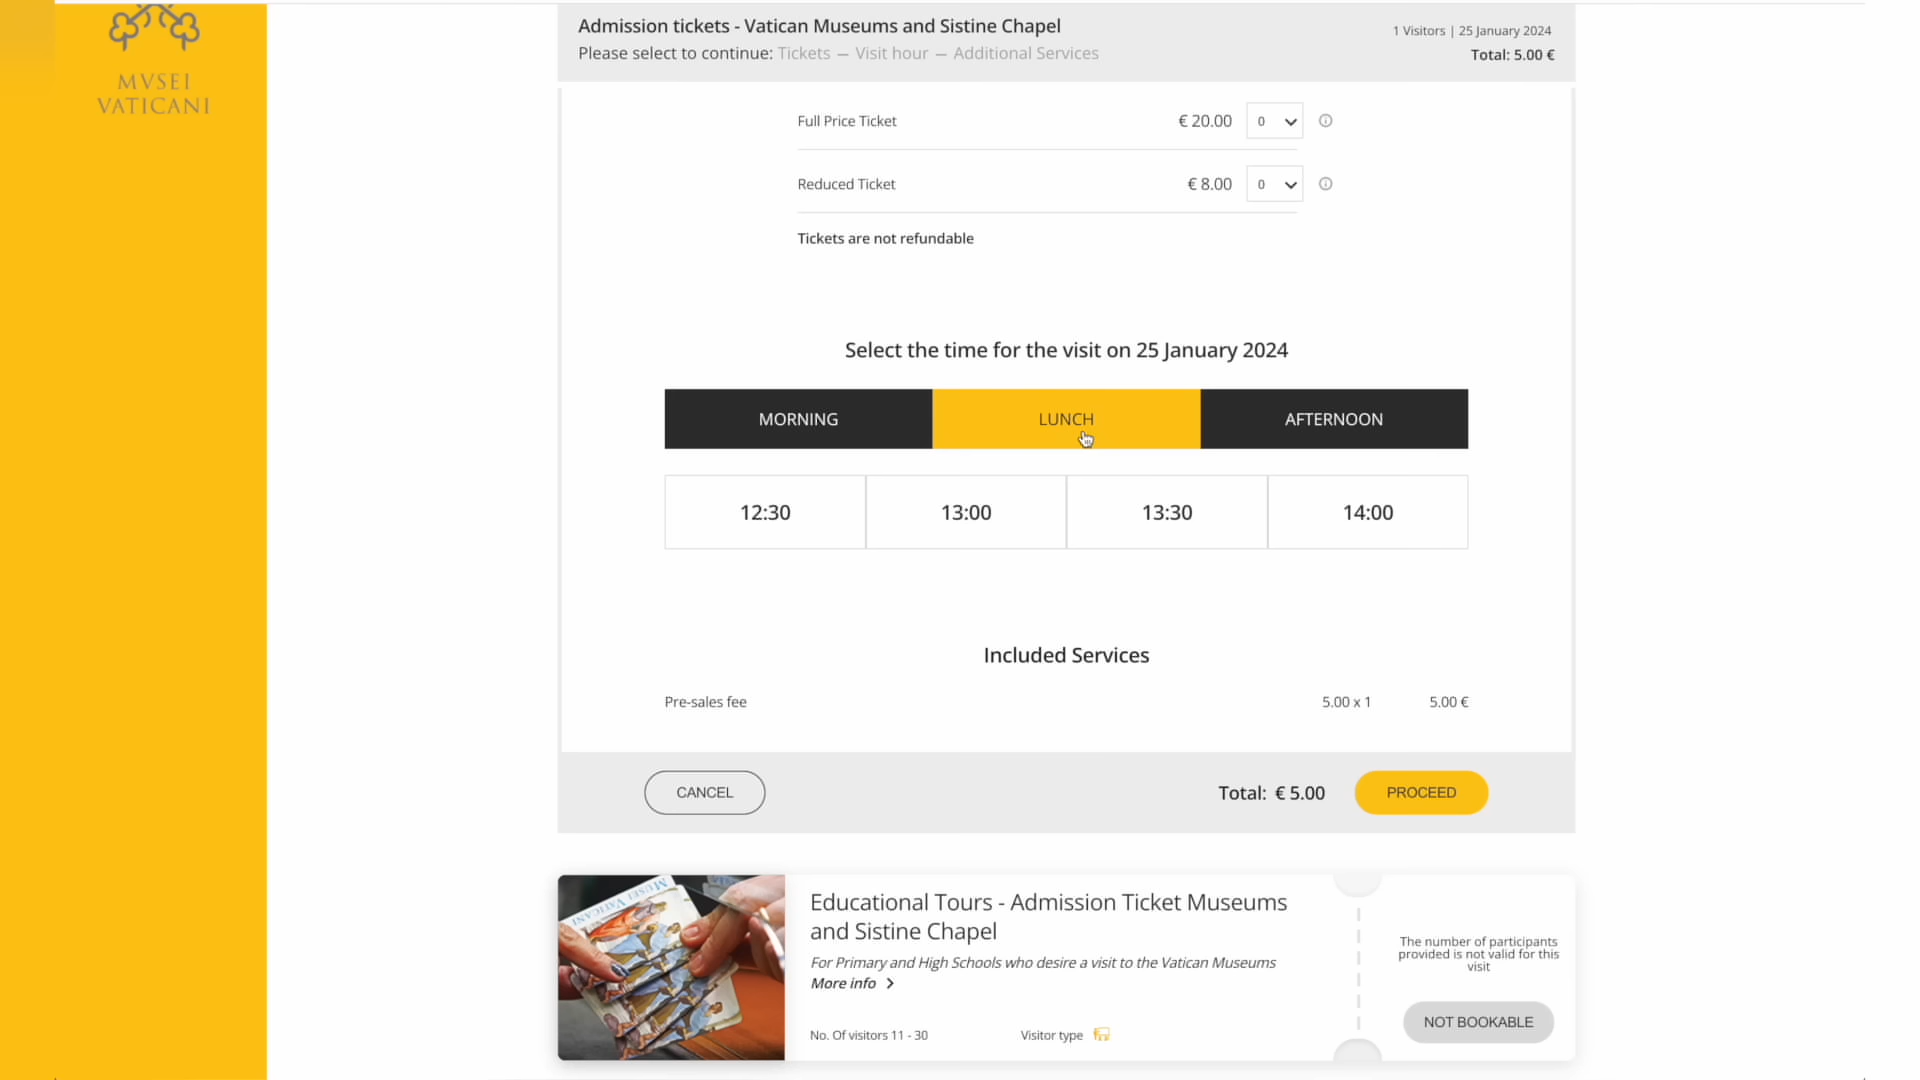 MVSEI
VATICANI
Admission tickets - Vatican Museums and Sistine Chapel
1 Visitors | 25 January 2024
Please select to continue: Tickets — Visit hour — Additional Services
Total: 5.00 €
Full Price Ticket € 20.00 0
Reduced Ticket € 8.00 0
Tickets are not refundable
Select the time for the visit on 25 January 2024
MORNING LUNCH AFTERNOON
12:30 13:00 13:30 14:00
Included Services
Pre-sales fee 5.00 x 1 5.00 €
CANCEL Total: € 5.00 PROCEED
Educational Tours - Admission Ticket Museums
and Sistine Chapel
For Primary and High Schools who desire a visit to the Vatican Museums
More info
No. Of visitors 11 - 30 Visitor type
The number of participants
provided is not valid for this
visit
NOT BOOKABLE
MUSEI VATICANI